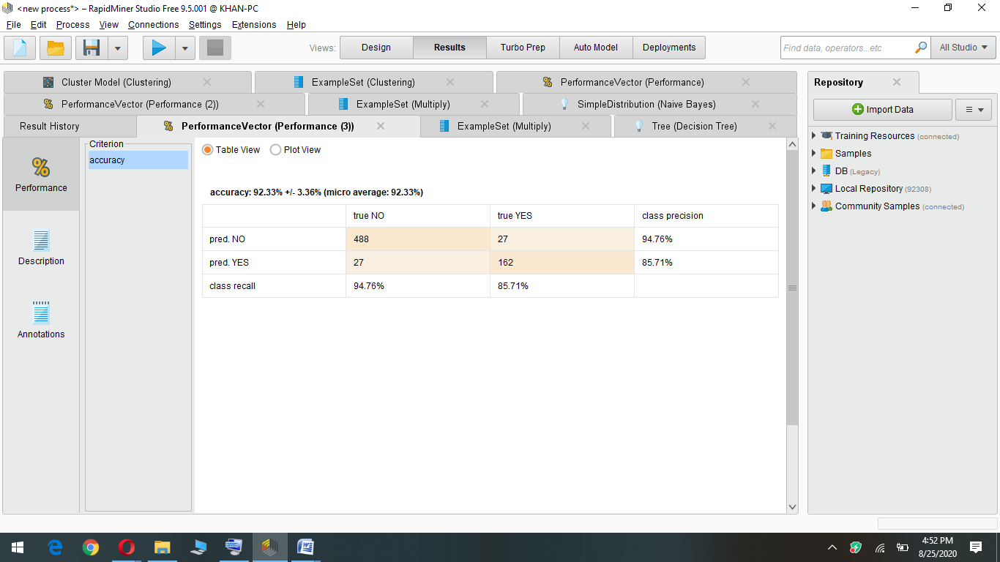 <new process*> – RapidMiner Studio Free 9.5.001 @ KHAN-PC
File Edit Process View Connections Settings Extensions Help
Views: Design Results Turbo Prep Auto Model Deployments Find data, operators...etc All Studio
Cluster Model (Clustering) ExampleSet (Clustering) PerformanceVector (Performance)
PerformanceVector (Performance (2)) ExampleSet (Multiply) SimpleDistribution (Naive Bayes)
Result History PerformanceVector (Performance (3)) ExampleSet (Multiply) Tree (Decision Tree)
Performance
Description
Annotations
Criterion
accuracy
Table View Plot View
accuracy: 92.33% +/- 3.36% (micro average: 92.33%)
true NO true YES class precision
pred. NO 488 27 94.76%
pred. YES 27 162 85.71%
class recall 94.76% 85.71%
Repository
Import Data
Training Resources (connected)
Samples
DB (Legacy)
Local Repository (92308)
Community Samples (connected)
4:52 PM
8/25/2020